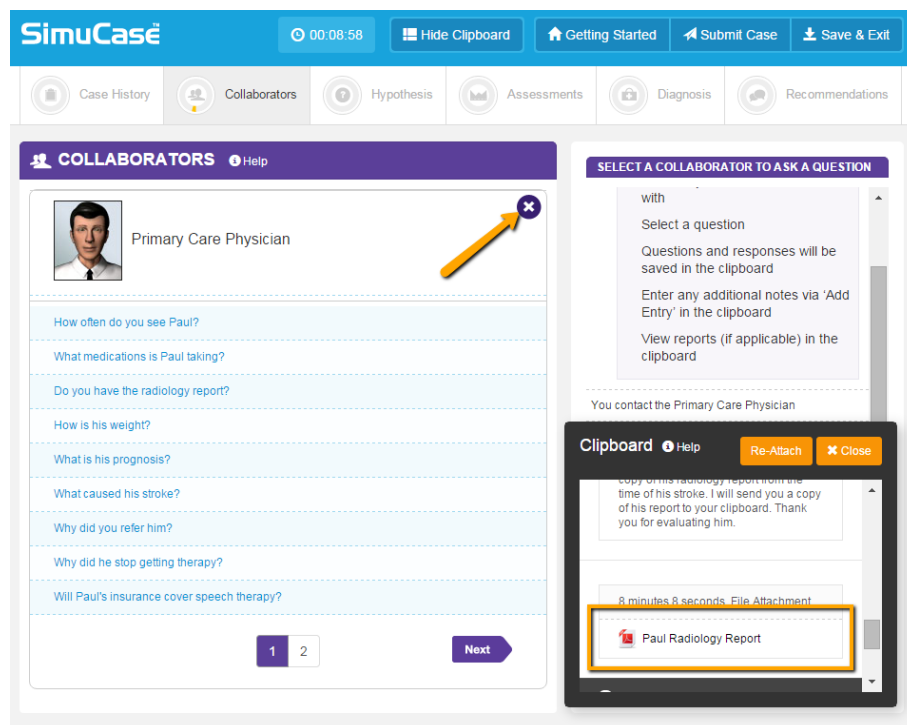 SimuCase™
00:08:58
Hide Clipboard
Getting Started
Submit Case
Save & Exit
Case History
Collaborators
Hypothesis
Assessments
Diagnosis
Recommendations
COLLABORATORS Help
Primary Care Physician
How often do you see Paul?
What medications is Paul taking?
Do you have the radiology report?
How is his weight?
What is his prognosis?
What caused his stroke?
Why did you refer him?
Why did he stop getting therapy?
Will Paul's insurance cover speech therapy?
1 2
Next
SELECT A COLLABORATOR TO ASK A QUESTION
with
Select a question
Questions and responses will be
saved in the clipboard
Enter any additional notes via ‘Add
Entry’ in the clipboard
View reports (if applicable) in the
clipboard
You contact the Primary Care Physician
Clipboard Help
Re-Attach
Close
copy of his radiology report from the
time of his stroke. I will send you a copy
of his report to your clipboard. Thank
you for evaluating him.
8 minutes 8 seconds, File Attachment
Paul Radiology Report